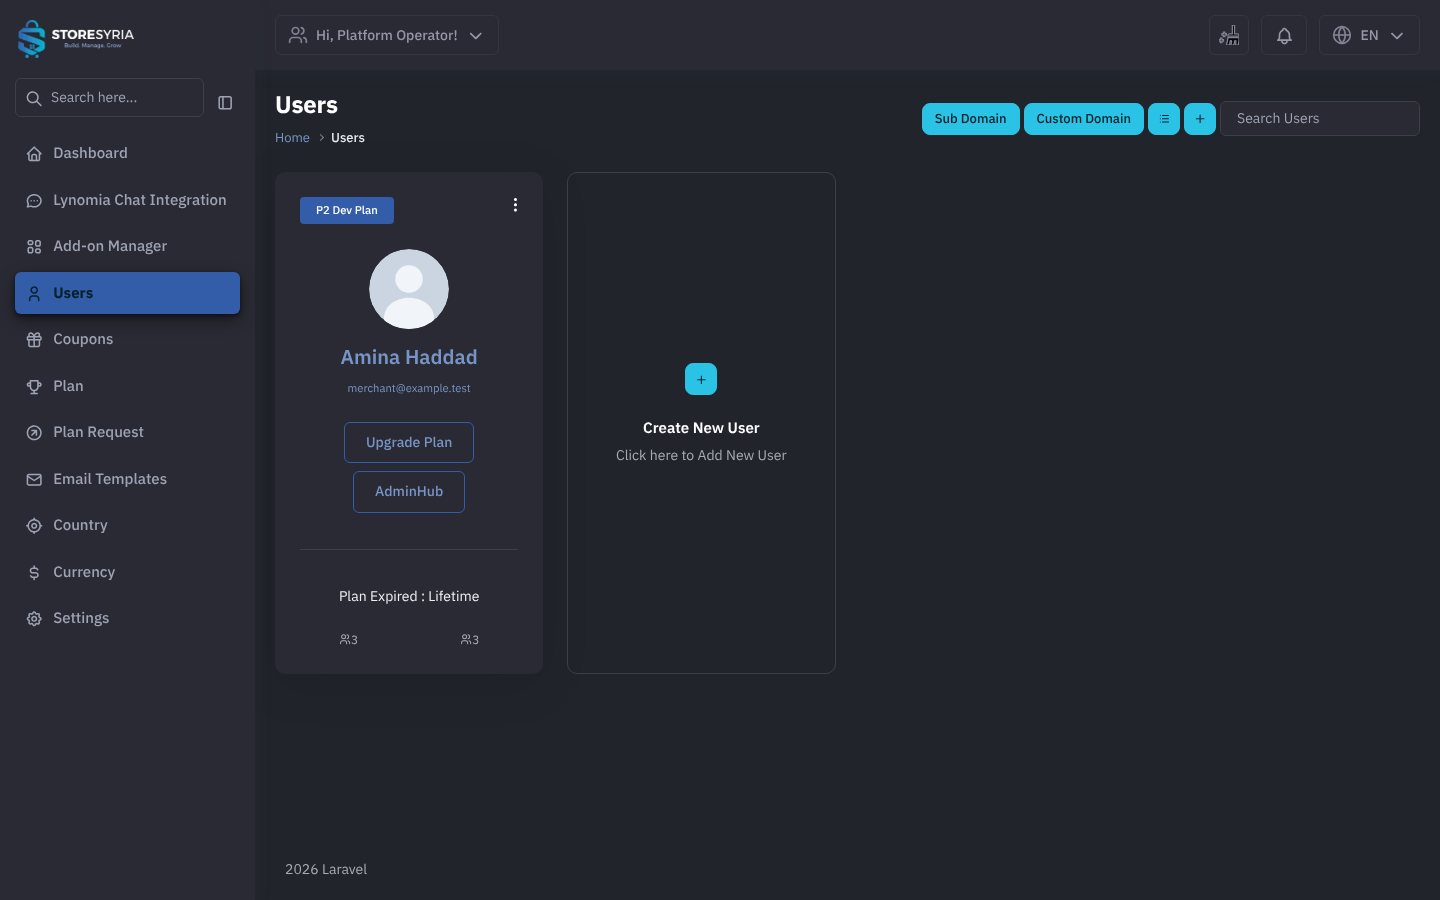 STORESYRIA
Build. Manage. Grow
Hi, Platform Operator!
EN
Search here...
Dashboard
Lynomia Chat Integration
Add-on Manager
Users
Coupons
Plan
Plan Request
Email Templates
Country
Currency
Settings
Users
Home > Users
Sub Domain
Custom Domain
Search Users
P2 Dev Plan
Amina Haddad
merchant@example.test
Upgrade Plan
AdminHub
Plan Expired : Lifetime
3
3
Create New User
Click here to Add New User
2026 Laravel